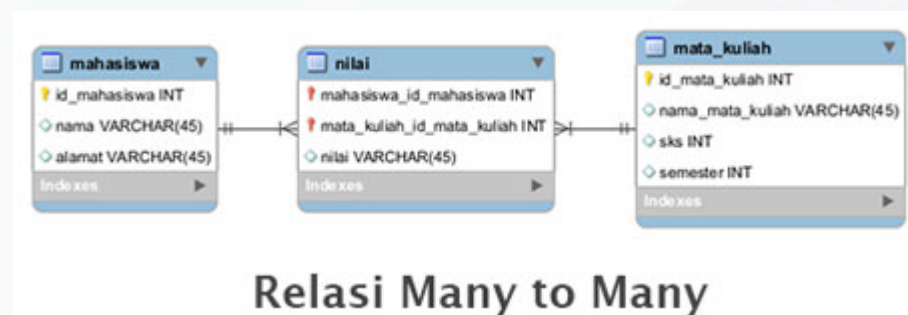 mahasiswa
id_mahasiswa INT
nama VARCHAR(45)
alamat VARCHAR(45)
Indexes
nilai
mahasiswa_id_mahasiswa INT
mata_kuliah_id_mata_kuliah INT
nilai VARCHAR(45)
Indexes
mata_kuliah
id_mata_kuliah INT
nama_mata_kuliah VARCHAR(45)
sks INT
semester INT
Indexes
Relasi Many to Many